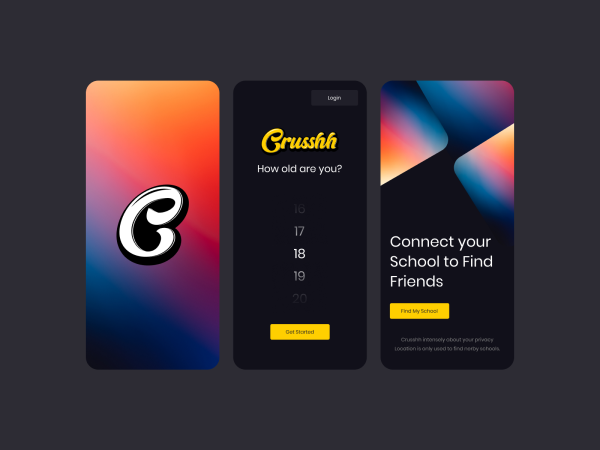 C
Login
Crusshh
How old are you?
16
17
18
19
20
Get Started
Connect your
School to Find
Friends
Find My School
Crusshh intensely about your privacy
Location is only used to find nerby schools.